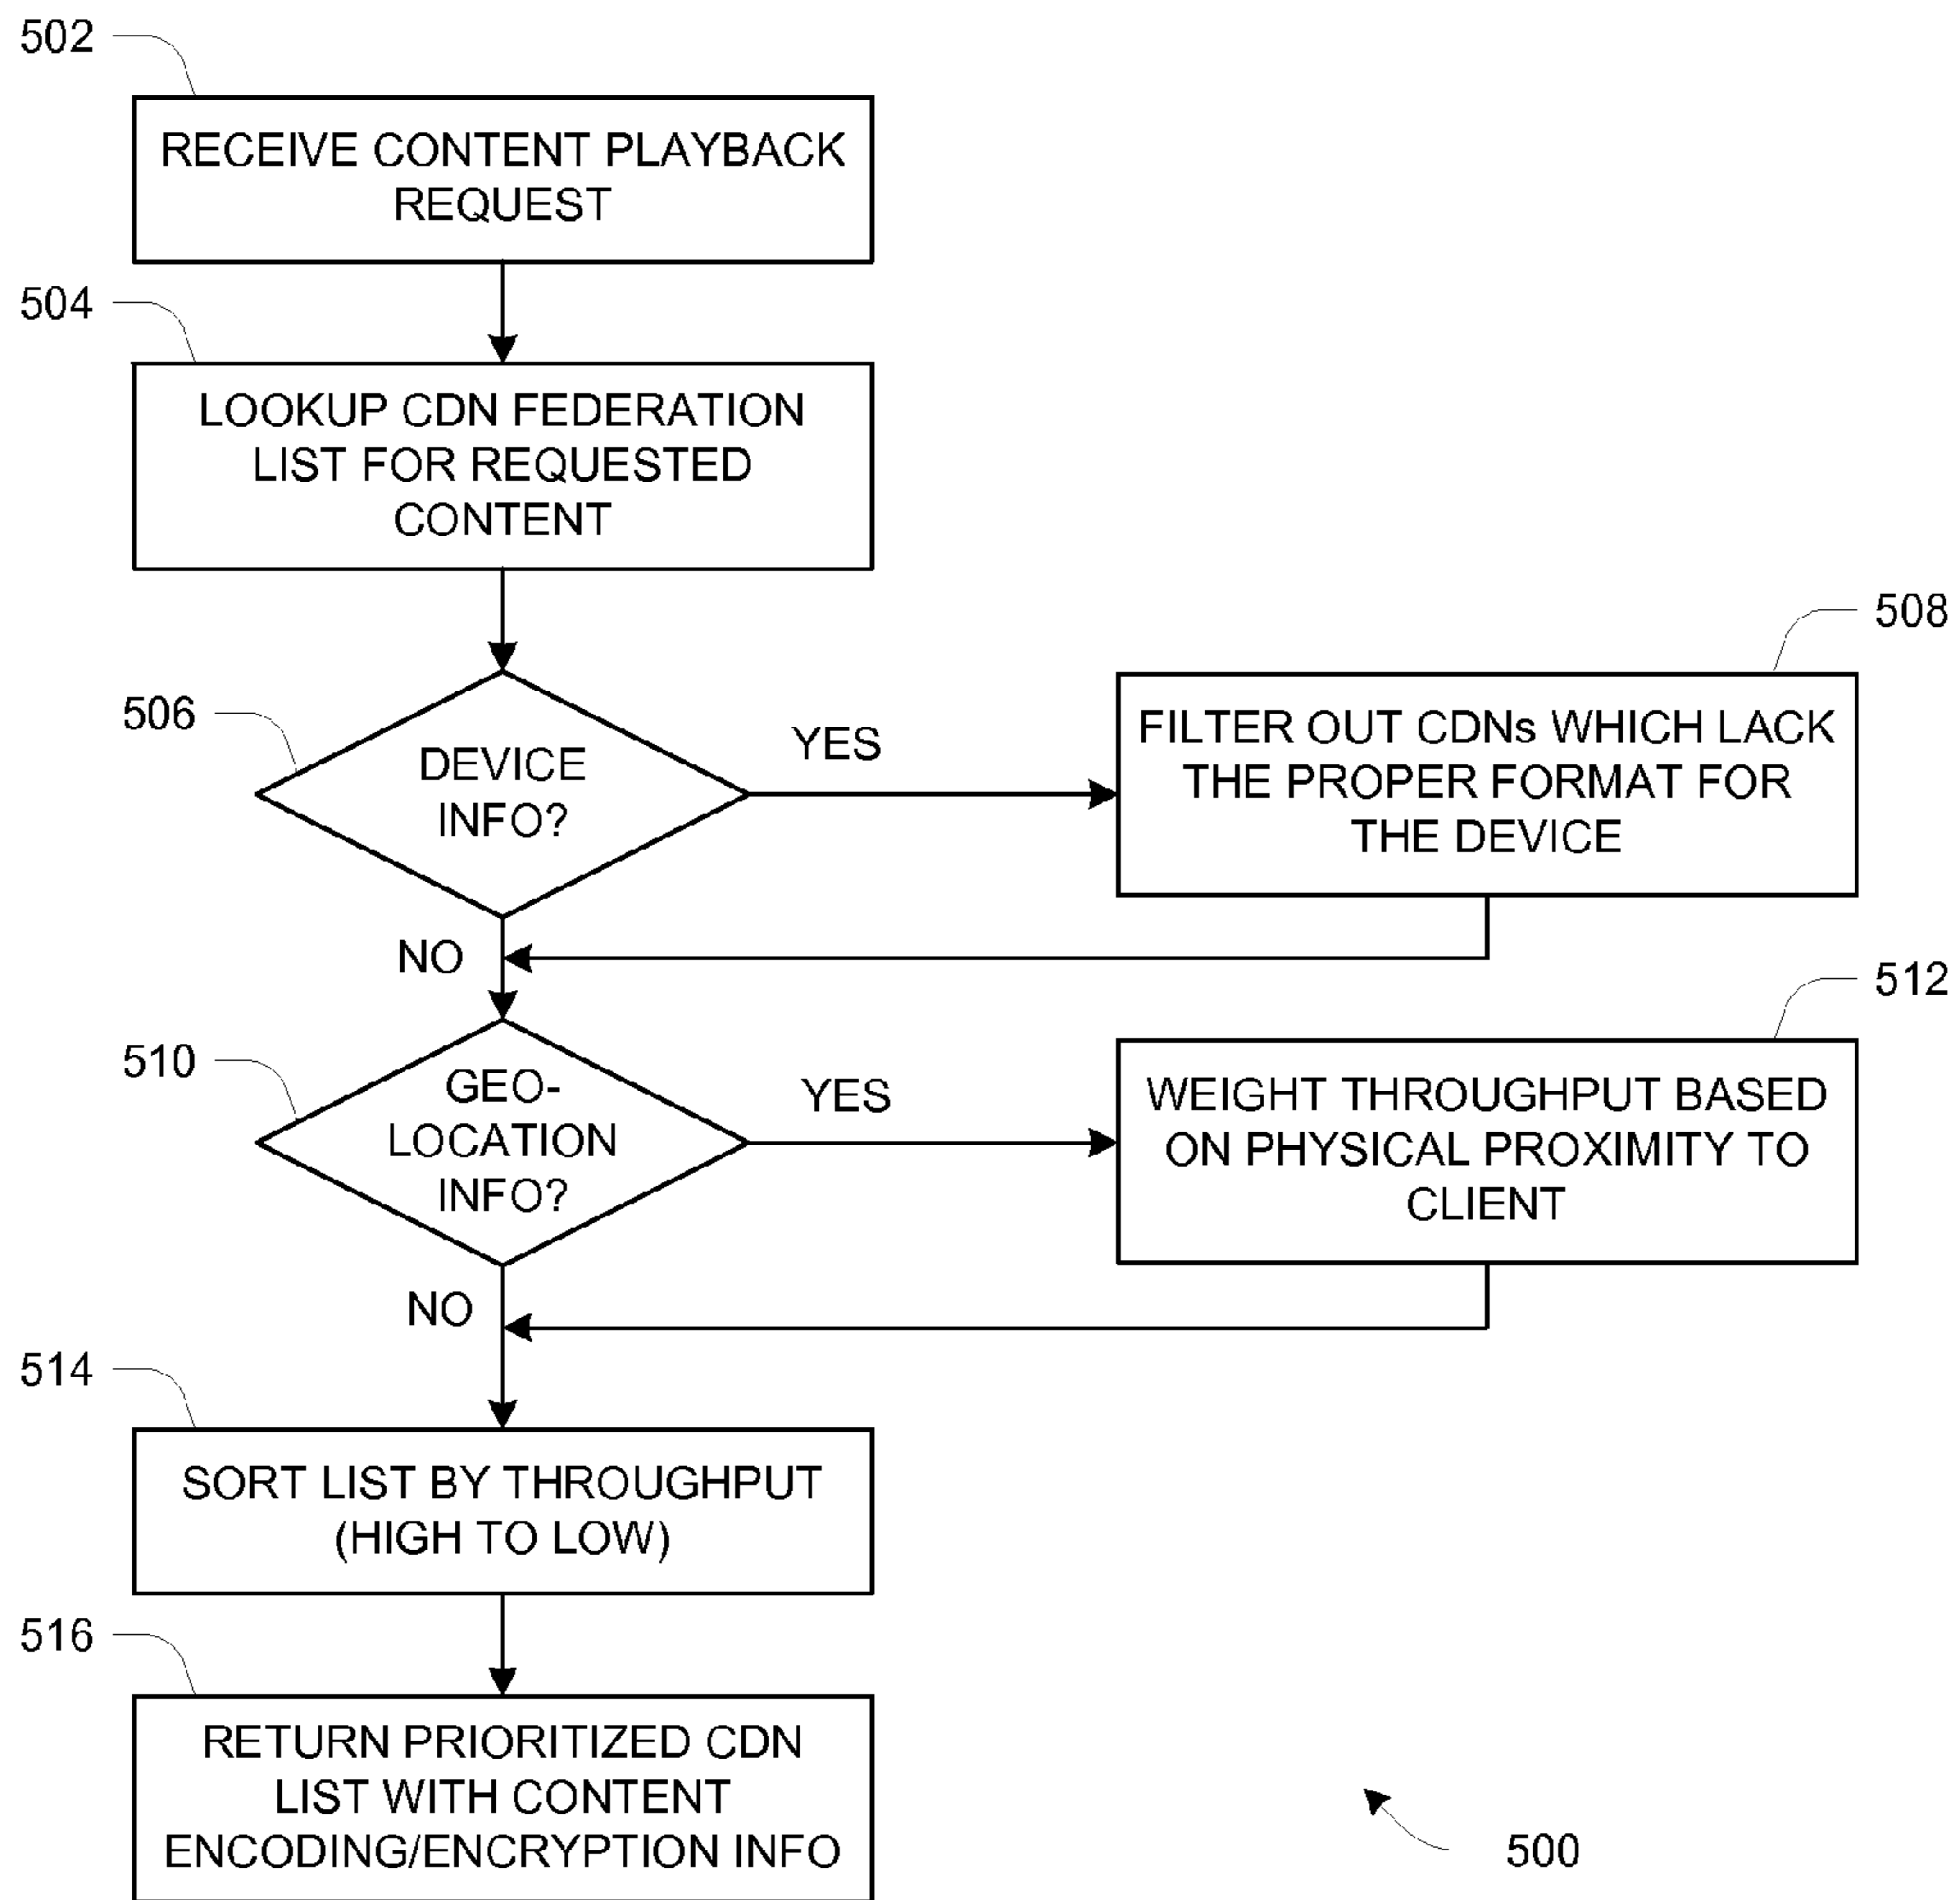 502
RECEIVE CONTENT PLAYBACK
REQUEST
504
LOOKUP CDN FEDERATION
LIST FOR REQUESTED
CONTENT
506
DEVICE
INFO?
YES
NO
508
FILTER OUT CDNs WHICH LACK
THE PROPER FORMAT FOR
THE DEVICE
510
GEO-
LOCATION
INFO?
YES
NO
512
WEIGHT THROUGHPUT BASED
ON PHYSICAL PROXIMITY TO
CLIENT
514
SORT LIST BY THROUGHPUT
(HIGH TO LOW)
516
RETURN PRIORITIZED CDN
LIST WITH CONTENT
ENCODING/ENCRYPTION INFO
500